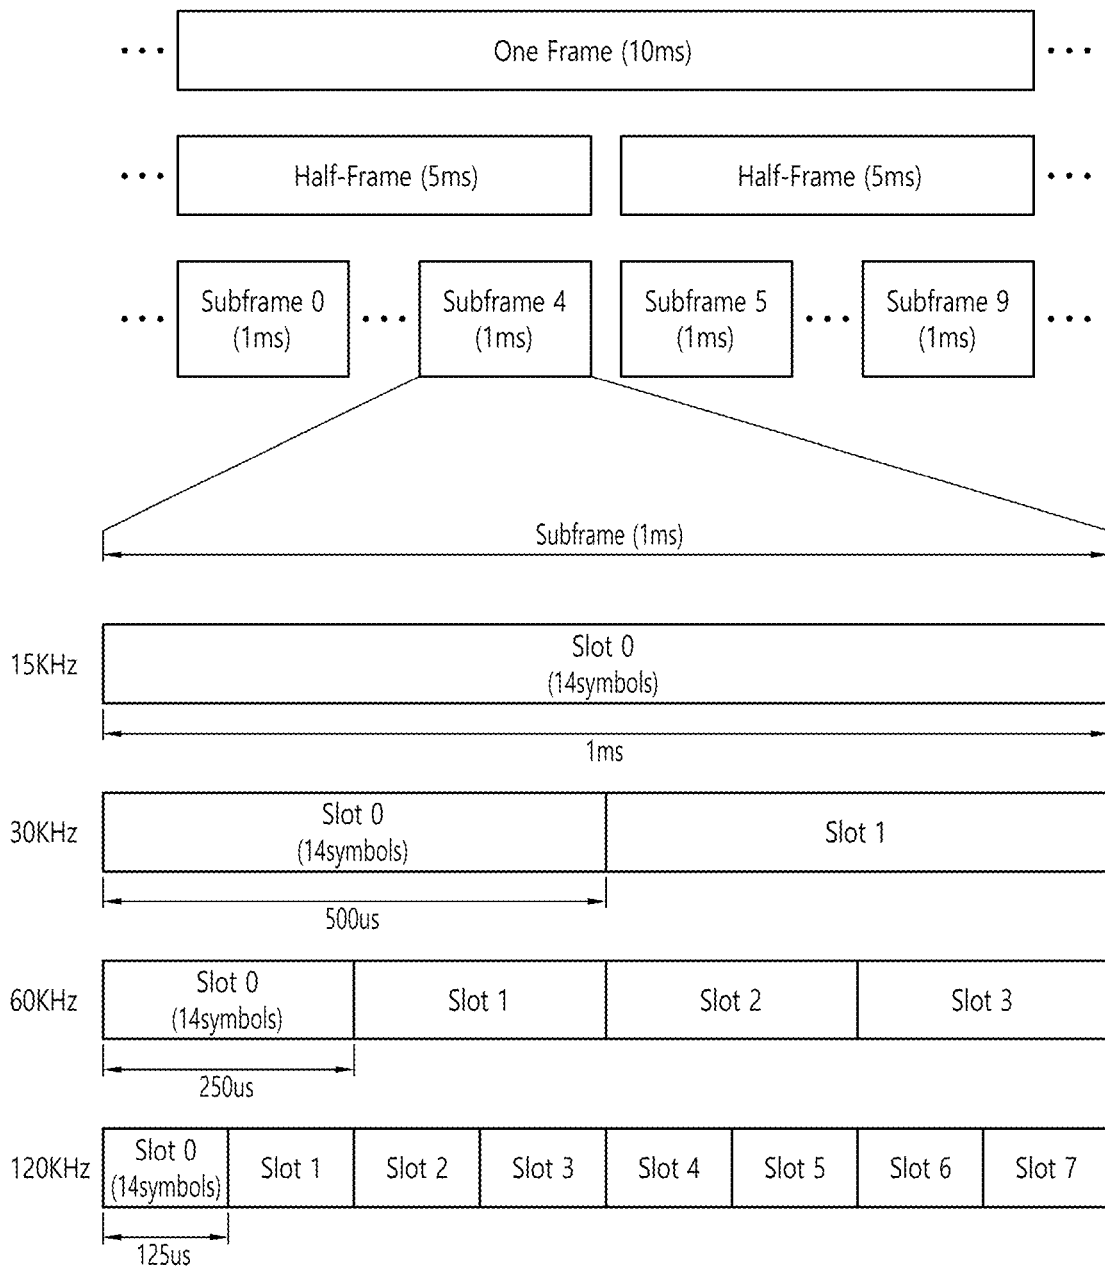 ... One Frame (10ms) ...
... Half-Frame (5ms) Half-Frame (5ms) ...
... Subframe 0 ... Subframe 4 Subframe 5 ... Subframe 9 ...
(1ms) (1ms) (1ms) (1ms)
Subframe (1ms)
15KHz Slot 0
(14symbols)
1ms
30KHz Slot 0 Slot 1
(14symbols)
500us
60KHz Slot 0 Slot 1 Slot 2 Slot 3
(14symbols)
250us
120KHz Slot 0 Slot 1 Slot 2 Slot 3 Slot 4 Slot 5 Slot 6 Slot 7
(14symbols)
125us